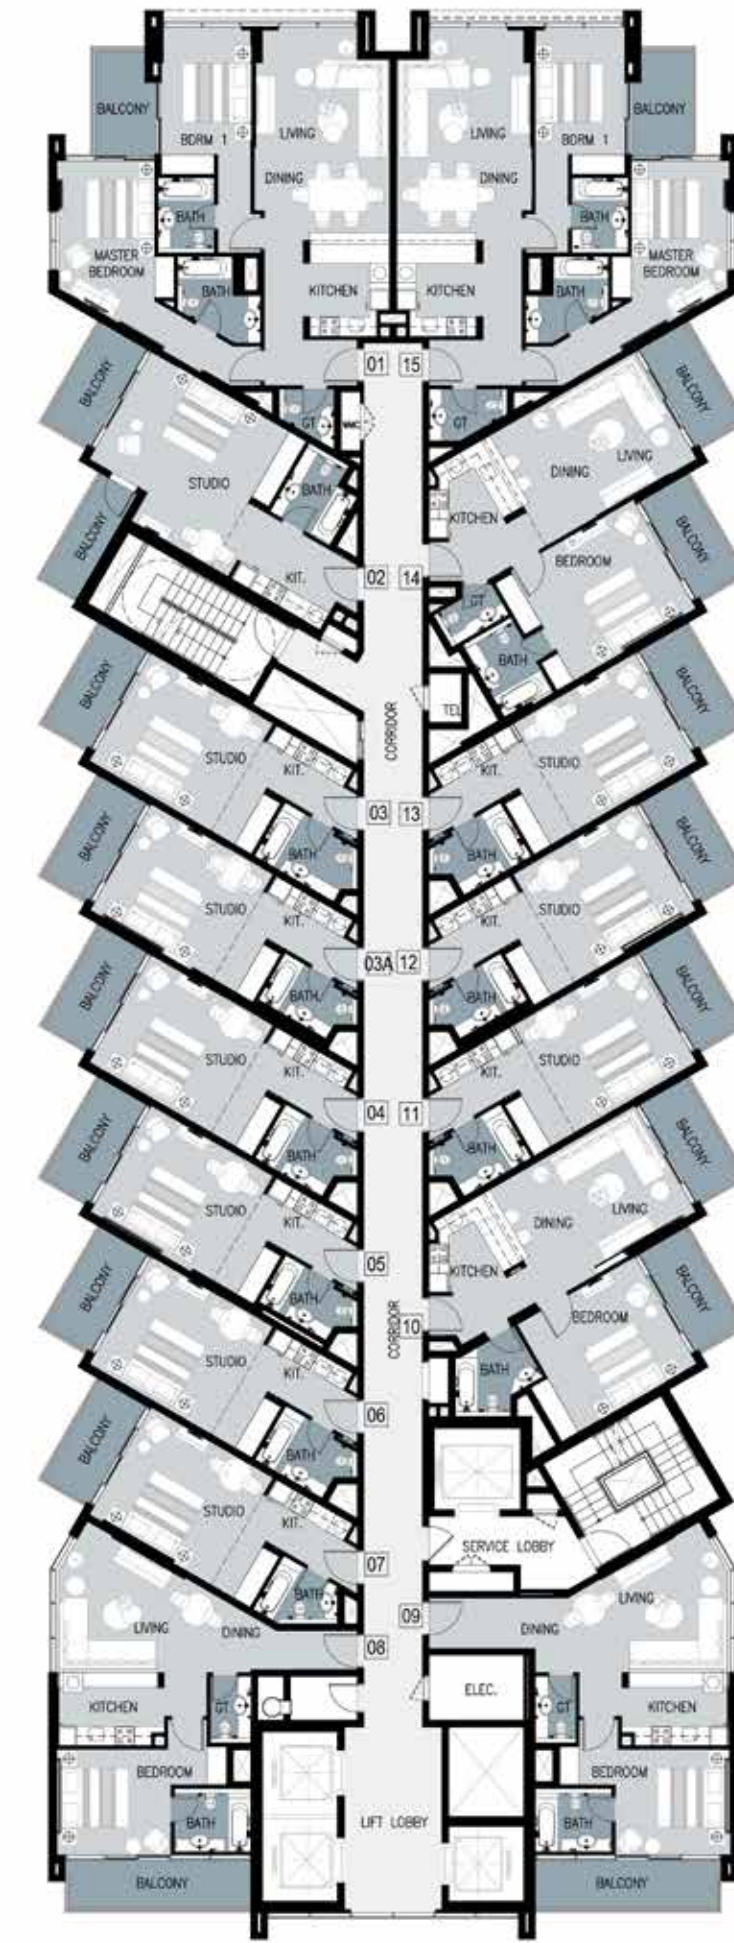 BALCONY
BDRM 1
LIVING
LIVING
BDRM 1
BALCONY
DINING
DINING
BATH
BATH
MASTER
BEDROOM
MASTER
BEDROOM
BATH
KITCHEN
KITCHEN
BATH
01
15
BALCONY
BALCONY
GT
GT
STUDIO
BATH
DINING
LIVING
BALCONY
KITCHEN
BALCONY
KIT.
02
14
BEDROOM
GT
BATH
BALCONY
TEL
CORRIDOR
BALCONY
STUDIO
KIT.
KIT.
STUDIO
03
13
BALCONY
BATH
BATH
BALCONY
STUDIO
KIT.
KIT.
STUDIO
03A
12
BALCONY
BATH
BATH
BALCONY
STUDIO
KIT.
KIT.
STUDIO
04
11
BALCONY
BATH
BATH
BALCONY
STUDIO
KIT.
DINING
LIVING
05
KITCHEN
BALCONY
BATH
CORRIDOR
10
BEDROOM
BALCONY
STUDIO
KIT.
BATH
06
BALCONY
BATH
STUDIO
KIT.
SERVICE LOBBY
07
BATH
LIVING
DINING
08
09
DINING
LIVING
KITCHEN
GT
ELEC.
GT
KITCHEN
BEDROOM
BEDROOM
BATH
LIFT LOBBY
BATH
BALCONY
BALCONY